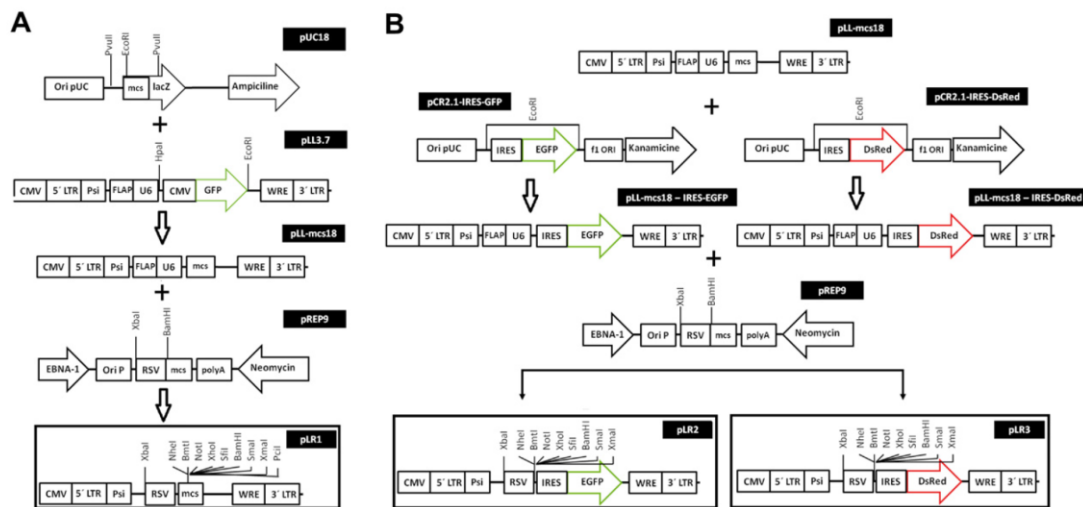 A
pUC18
PvuII
EcoRI
PvuII
Ori pUC
mcs
lacZ
Ampiciline
+
pLL3.7
HpaI
EcoRI
CMV 5´ LTR Psi FLAP U6 CMV GFP WRE 3´ LTR
pLL-mcs18
CMV 5´ LTR Psi FLAP U6 mcs WRE 3´ LTR
+
pREP9
XbaI
BamHI
EBNA-1 Ori P RSV mcs polyA Neomycin
pLR1
XbaI
NheI
BmtI
NotI
XhoI
SfiI
BamHI
SmaI
XmaI
PciI
CMV 5´ LTR Psi RSV mcs WRE 3´ LTR
B
pLL-mcs18
CMV 5´ LTR Psi FLAP U6 mcs WRE 3´ LTR
+
pCR2.1-IRES-GFP
EcoRI
Ori pUC IRES EGFP f1 ORI Kanamicine
pCR2.1-IRES-DsRed
EcoRI
Ori pUC IRES DsRed f1 ORI Kanamicine
pLL-mcs18 – IRES-EGFP
CMV 5´ LTR Psi FLAP U6 IRES EGFP WRE 3´ LTR
pLL-mcs18 – IRES-DsRed
CMV 5´ LTR Psi FLAP U6 IRES DsRed WRE 3´ LTR
+
pREP9
XbaI
BamHI
EBNA-1 Ori P RSV mcs polyA Neomycin
pLR2
XbaI
NheI
BmtI
NotI
XhoI
SfiI
BamHI
SmaI
XmaI
CMV 5´ LTR Psi RSV IRES EGFP WRE 3´ LTR
pLR3
XbaI
NheI
BmtI
NotI
XhoI
SfiI
BamHI
SmaI
XmaI
CMV 5´ LTR Psi RSV IRES DsRed WRE 3´ LTR